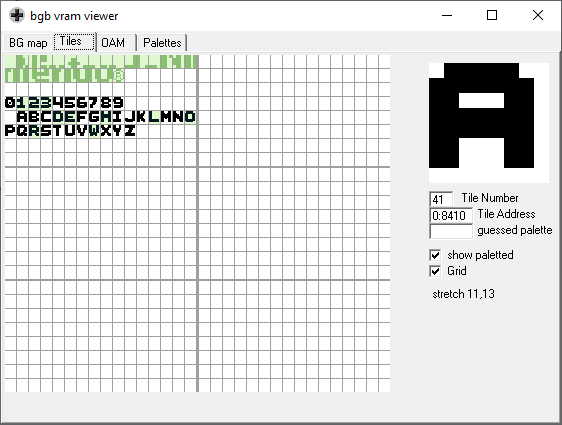 bgb vram viewer
BG map Tiles OAM Palettes
0123456789
ABCDEFGHIJKLMNO
PQRSTUVWXYZ
A
41 Tile Number
0:8410 Tile Address
guessed palette
show paletted
Grid
stretch 11,13